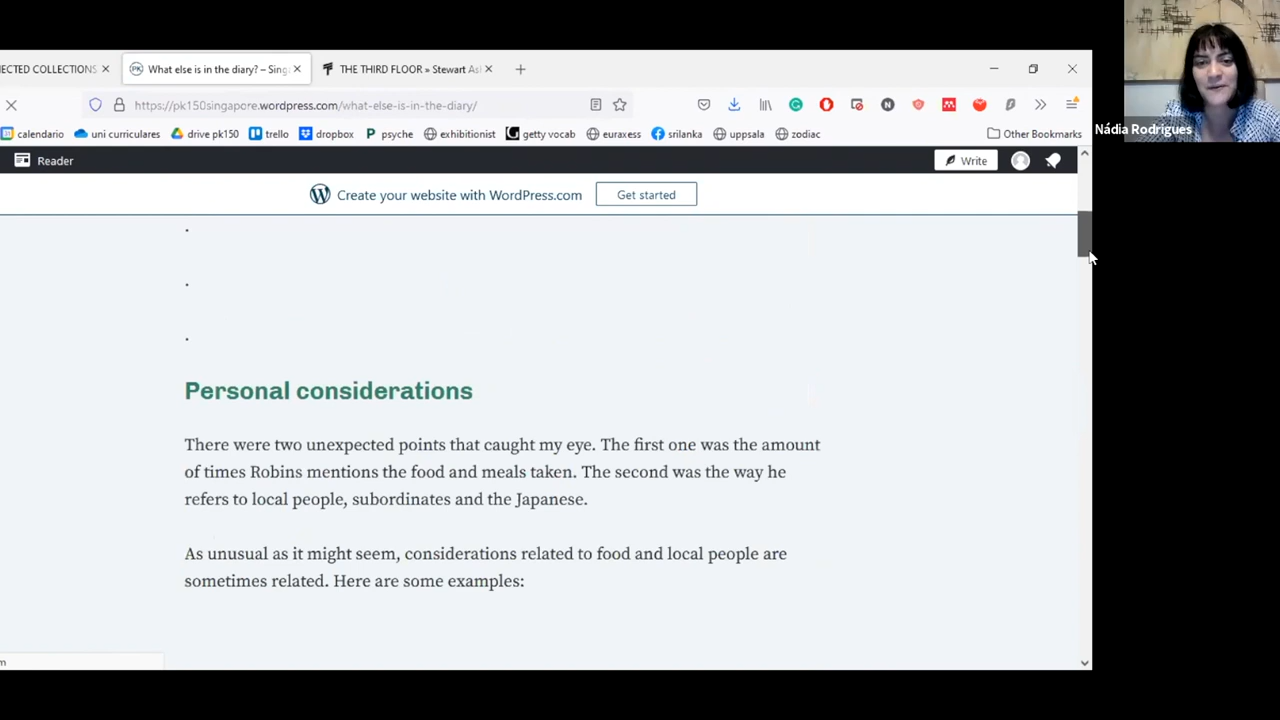 ECTED COLLECTIONS
What else is in the diary? – Sing
THE THIRD FLOOR » Stewart As
https://pk150singapore.wordpress.com/what-else-is-in-the-diary/
calendario
uni curriculares
drive pk150
trello
dropbox
psyche
exhibitionist
getty vocab
euraxess
srilanka
uppsala
zodiac
Other Bookmarks
Nádia Rodrigues
Reader
Write
Create your website with WordPress.com
Get started
.
.
.
Personal considerations
There were two unexpected points that caught my eye. The first one was the amount
of times Robins mentions the food and meals taken. The second was the way he
refers to local people, subordinates and the Japanese.
As unusual as it might seem, considerations related to food and local people are
sometimes related. Here are some examples:
m